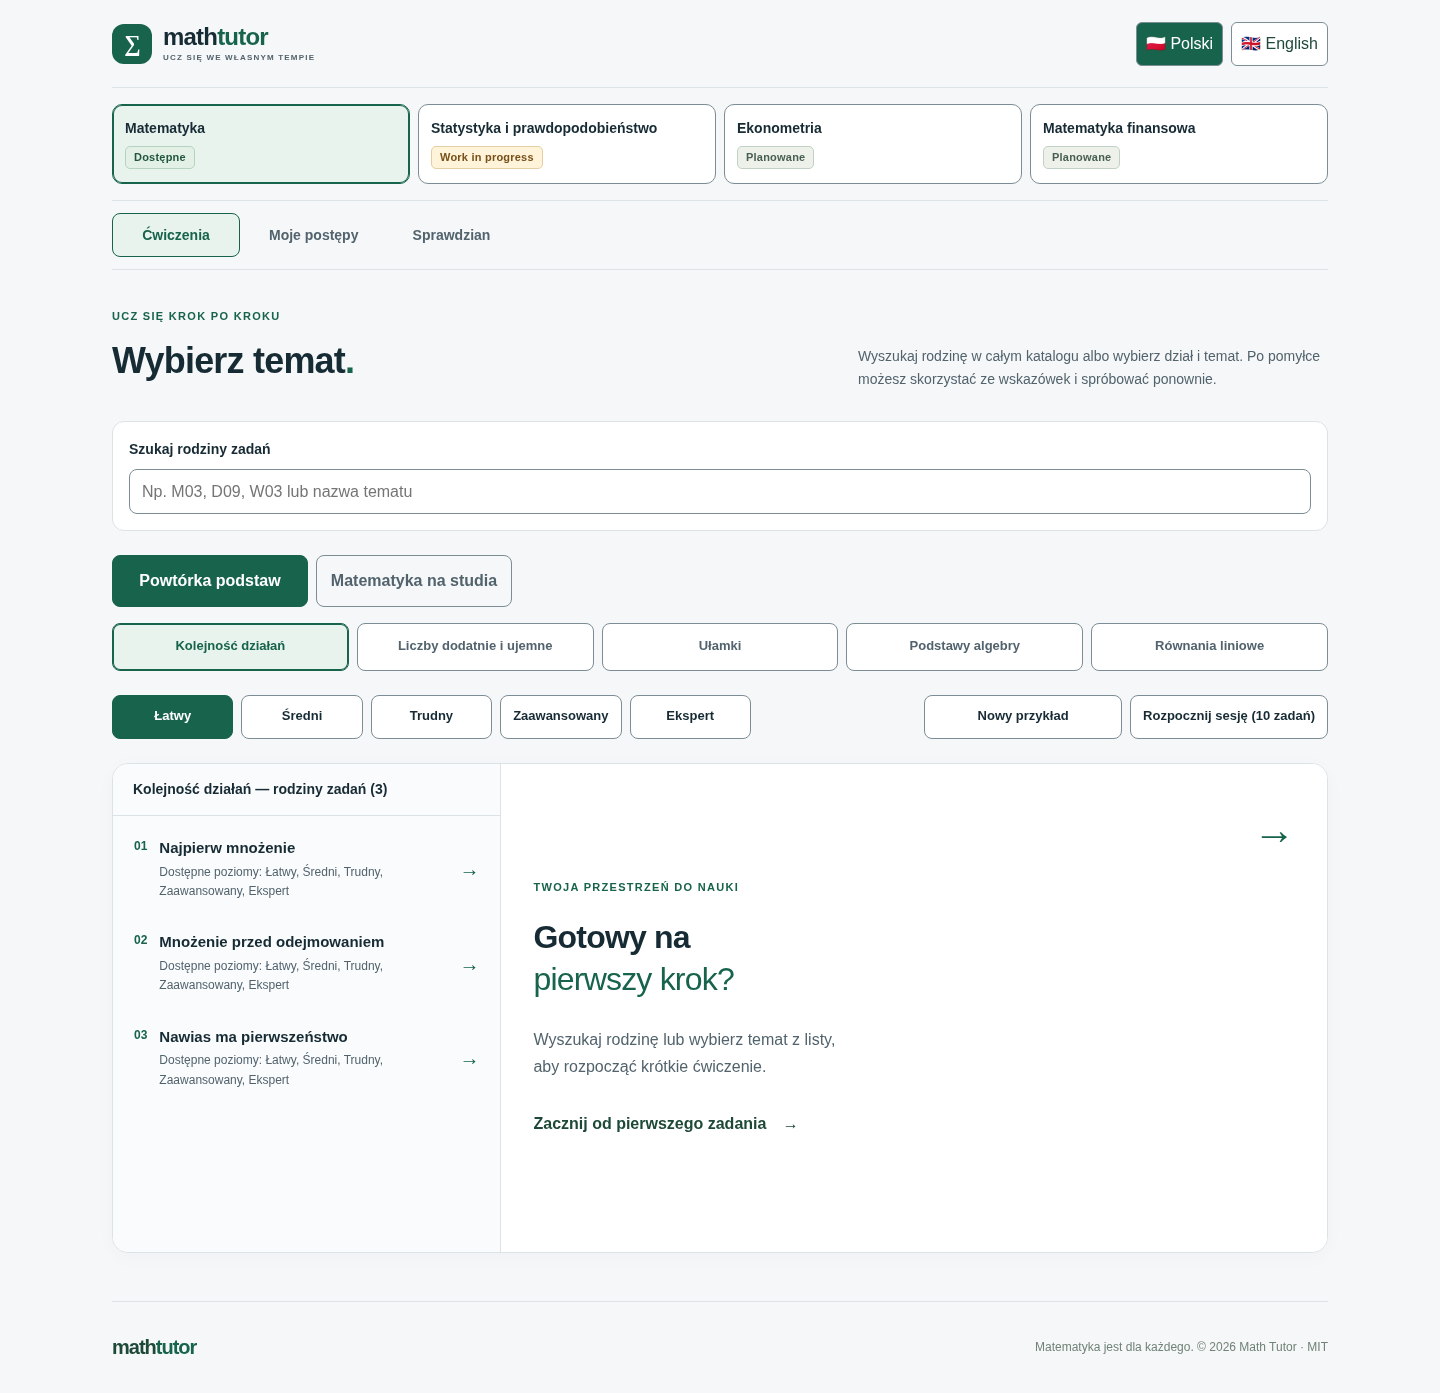 ∑ mathtutor
UCZ SIĘ WE WŁASNYM TEMPIE
Polski
English
Matematyka
Dostępne
Statystyka i prawdopodobieństwo
Work in progress
Ekonometria
Planowane
Matematyka finansowa
Planowane
Ćwiczenia
Moje postępy
Sprawdzian
UCZ SIĘ KROK PO KROKU
Wybierz temat.
Wyszukaj rodzinę w całym katalogu albo wybierz dział i temat. Po pomyłce
możesz skorzystać ze wskazówek i spróbować ponownie.
Szukaj rodziny zadań
Np. M03, D09, W03 lub nazwa tematu
Powtórka podstaw
Matematyka na studia
Kolejność działań
Liczby dodatnie i ujemne
Ułamki
Podstawy algebry
Równania liniowe
Łatwy
Średni
Trudny
Zaawansowany
Ekspert
Nowy przykład
Rozpocznij sesję (10 zadań)
Kolejność działań — rodziny zadań (3)
01 Najpierw mnożenie
Dostępne poziomy: Łatwy, Średni, Trudny,
Zaawansowany, Ekspert
→
02 Mnożenie przed odejmowaniem
Dostępne poziomy: Łatwy, Średni, Trudny,
Zaawansowany, Ekspert
→
03 Nawias ma pierwszeństwo
Dostępne poziomy: Łatwy, Średni, Trudny,
Zaawansowany, Ekspert
→
→
TWOJA PRZESTRZEŃ DO NAUKI
Gotowy na
pierwszy krok?
Wyszukaj rodzinę lub wybierz temat z listy,
aby rozpocząć krótkie ćwiczenie.
Zacznij od pierwszego zadania →
mathtutor
Matematyka jest dla każdego. © 2026 Math Tutor · MIT